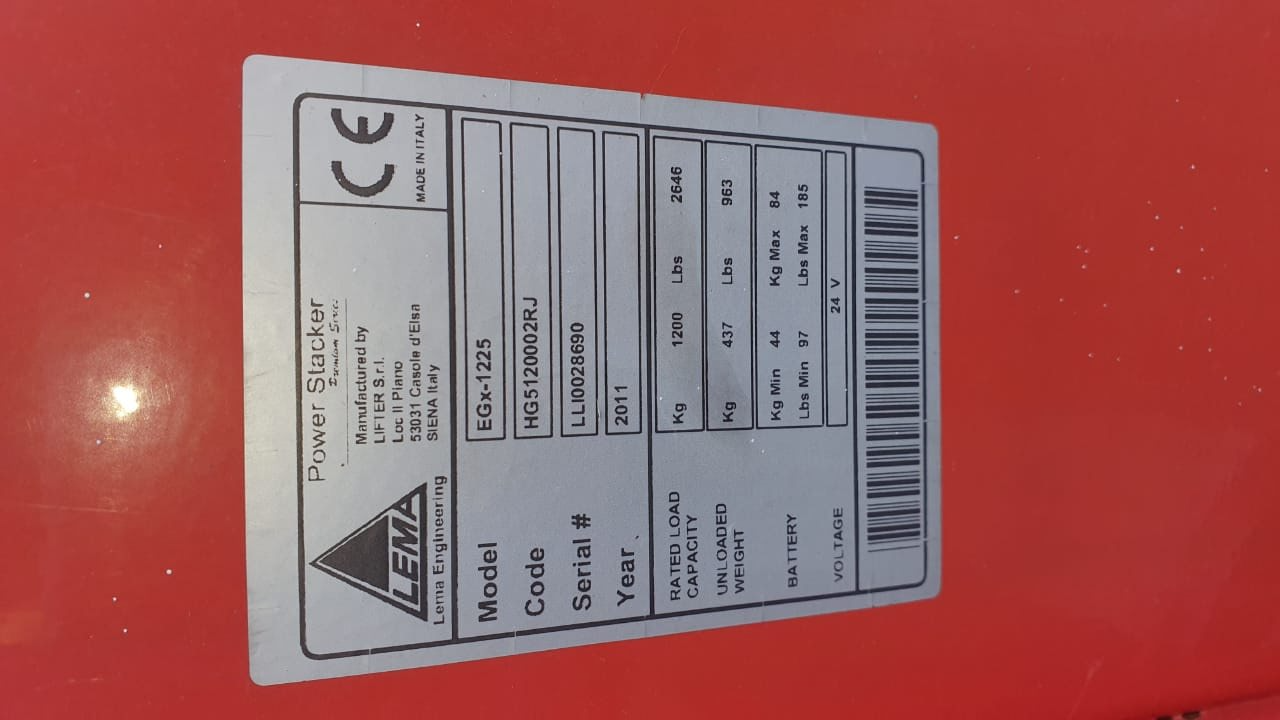 Power Stacker
Premium
Manufactured by
LIFTER S.r.l.
Loc Il Piano
53031 Casole d'Elsa
SIENA Italy
LEMA
Lema Engineering
CE
MADE IN ITALY
Model EGx-1225
Code HG5120002RJ
Serial # LLI0028690
Year 2011
RATED LOAD CAPACITY Kg 1200 Lbs 2646
UNLOADED WEIGHT Kg 437 Lbs 963
BATTERY Kg Min 44 Kg Max 84
Lbs Min 97 Lbs Max 185
VOLTAGE 24 V